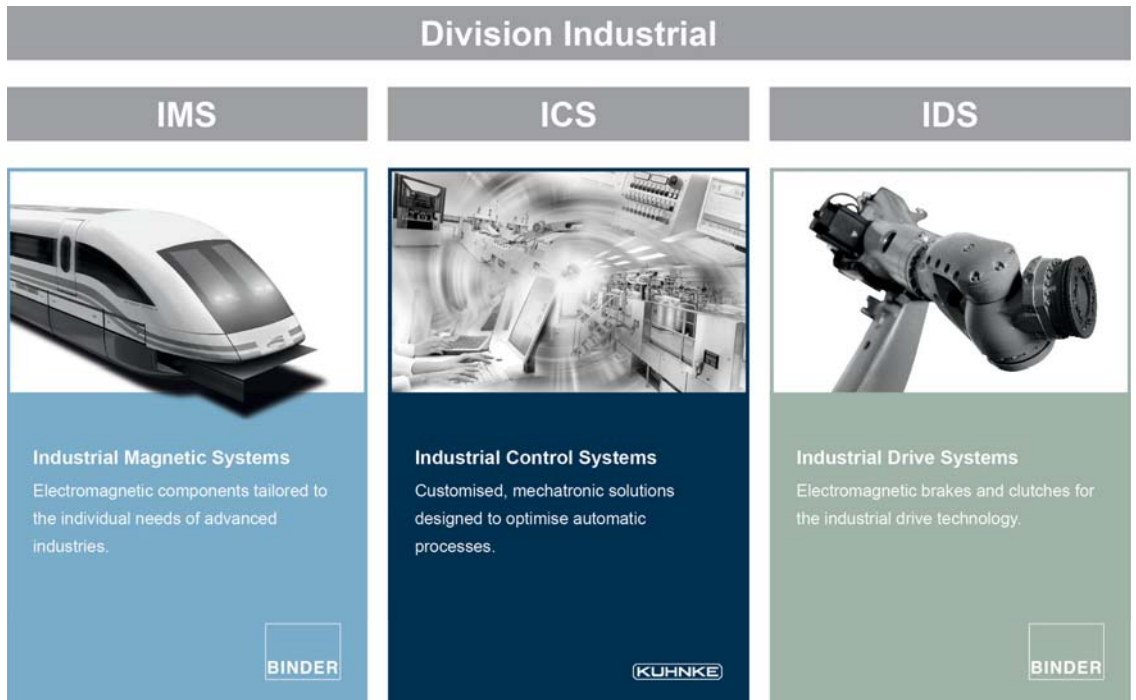 Division Industrial
IMS
ICS
IDS
Industrial Magnetic Systems
Electromagnetic components tailored to
the individual needs of advanced
industries.
BINDER
Industrial Control Systems
Customised, mechatronic solutions
designed to optimise automatic
processes.
KUHNKE
Industrial Drive Systems
Electromagnetic brakes and clutches for
the industrial drive technology.
BINDER